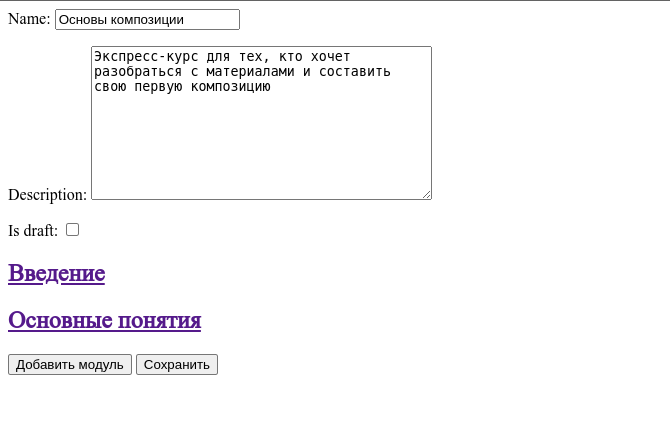 Name: Основы композиции
Экспресс-курс для тех, кто хочет
разобраться с материалами и составить
свою первую композицию
Description:
Is draft:
Введение
Основные понятия
Добавить модуль Сохранить